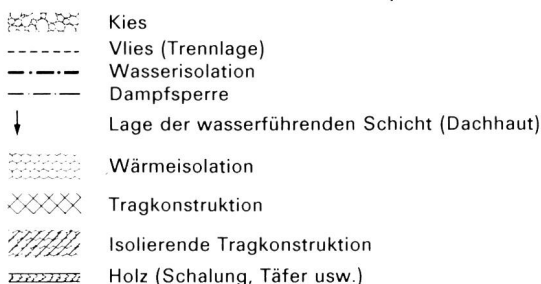 Kies
Vlies (Trennlage)
Wasserisolation
Dampfsperre
Lage der wasserführenden Schicht (Dachhaut)
Wärmeisolation
Tragkonstruktion
Isolierende Tragkonstruktion
Holz (Schalung, Täfer usw.)